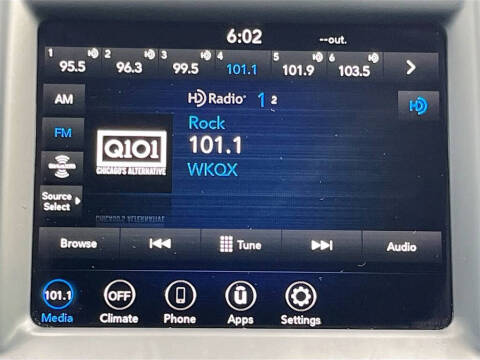 6:02 --out.
1 2 3 4 5 6
95.5 96.3 99.5 101.1 101.9 103.5
AM
HD Radio 1 2
HD
FM
Rock
101.1
WKQX
Q101
CHICAGO'S ALTERNATIVE
Source
Select
Browse Tune Audio
101.1 OFF
Media Climate Phone Apps Settings